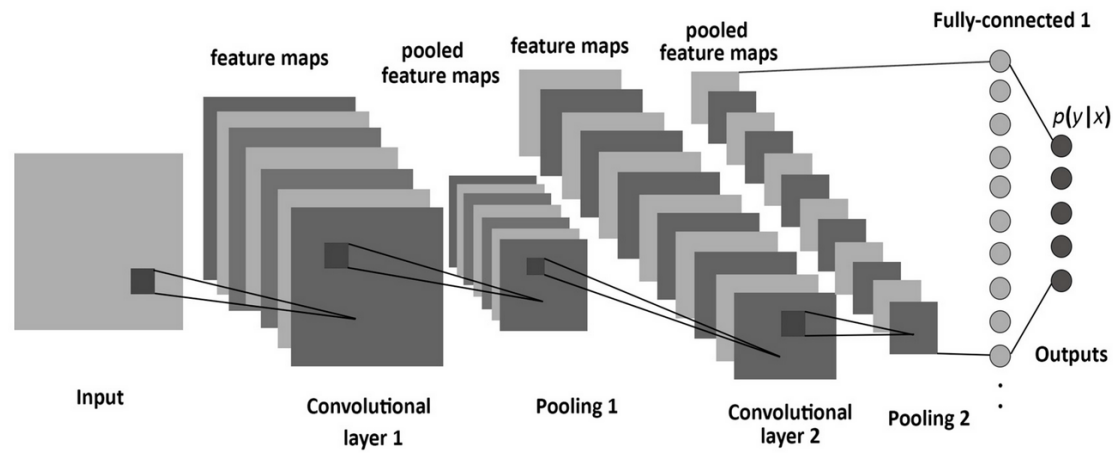 Fully-connected 1
feature maps
pooled
feature maps
feature maps
pooled
feature maps
p(y|x)
Outputs
Input
Convolutional
layer 1
Pooling 1
Convolutional
layer 2
Pooling 2